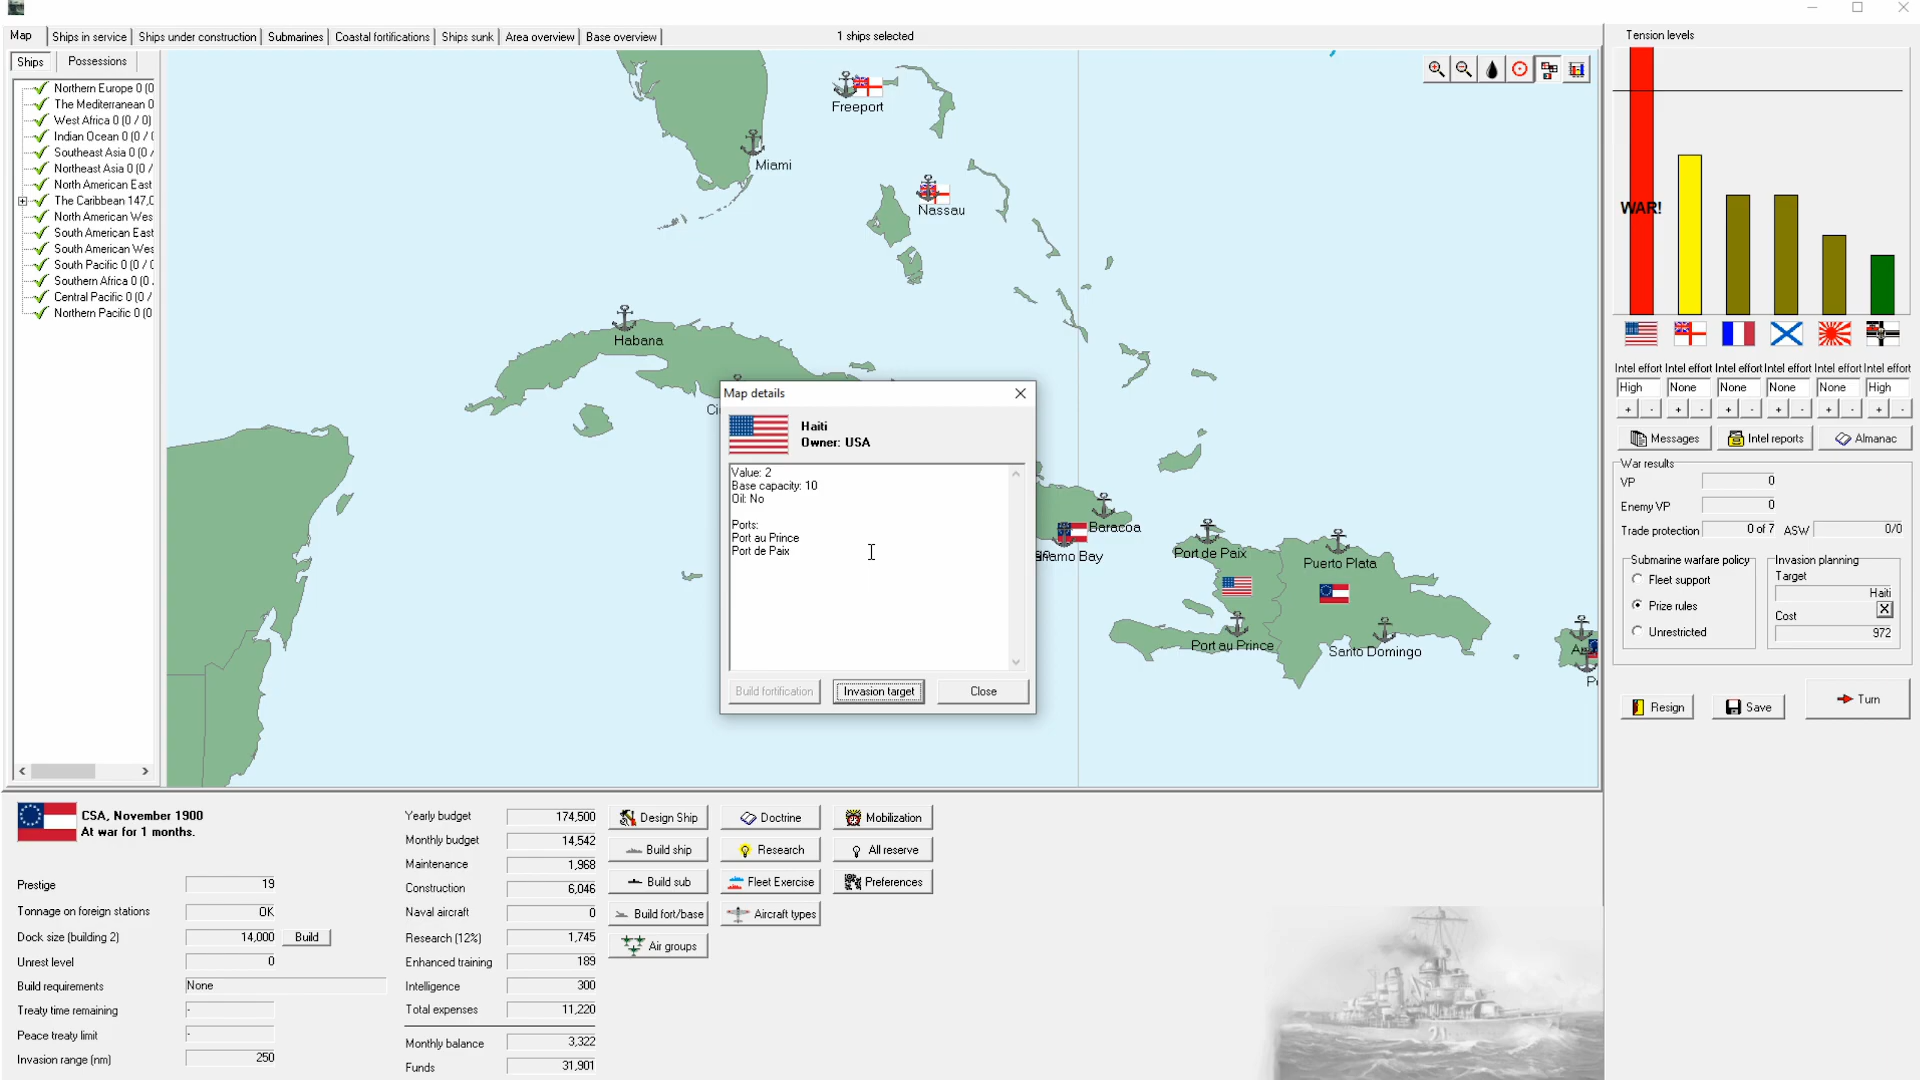 Map
Ships in service
Ships under construction
Submarines
Coastal fortifications
Ships sunk
Area overview
Base overview
1 ships selected
Ships
Possessions
Northern Europe 0 (0
The Mediterranean 0
West Africa 0 (0 / 0)
Indian Ocean 0 (0 / (
Southeast Asia 0 (0 /
Northeast Asia 0 (0 /
North American East
The Caribbean 147,0
North American Wes
South American East
South American Wes
South Pacific 0 (0 / 0
Southern Africa 0 (0 .
Central Pacific 0 (0 /
Northern Pacific 0 (0
Freeport
Miami
Nassau
Habana
Baracoa
Port de Paix
Puerto Plata
Port au Prince
Santo Domingo
Map details
Haiti
Owner: USA
Value: 2
Base capacity: 10
Oil: No
Ports:
Port au Prince
Port de Paix
Build fortification
Invasion target
Close
Tension levels
WAR!
Intel effort Intel effort Intel effort Intel effort Intel effort Intel effort
High None None None None High
+ - + - + - + - + - + -
Messages
Intel reports
Almanac
War results
VP 0
Enemy VP 0
Trade protection 0 of 7 ASW 0/0
Submarine warfare policy
Fleet support
Prize rules
Unrestricted
Invasion planning
Target
Haiti
Cost
X
972
Resign
Save
Turn
CSA, November 1900
At war for 1 months.
Prestige 19
Tonnage on foreign stations OK
Dock size (building 2) 14,000 Build
Unrest level 0
Build requirements None
Treaty time remaining -
Peace treaty limit -
Invasion range (nm) 250
Yearly budget 174,500
Monthly budget 14,542
Maintenance 1,968
Construction 6,046
Naval aircraft 0
Research (12%) 1,745
Enhanced training 189
Intelligence 300
Total expenses 11,220
Monthly balance 3,322
Funds 31,901
Design Ship
Doctrine
Mobilization
Build ship
Research
All reserve
Build sub
Fleet Exercise
Preferences
Build fort/base
Aircraft types
Air groups